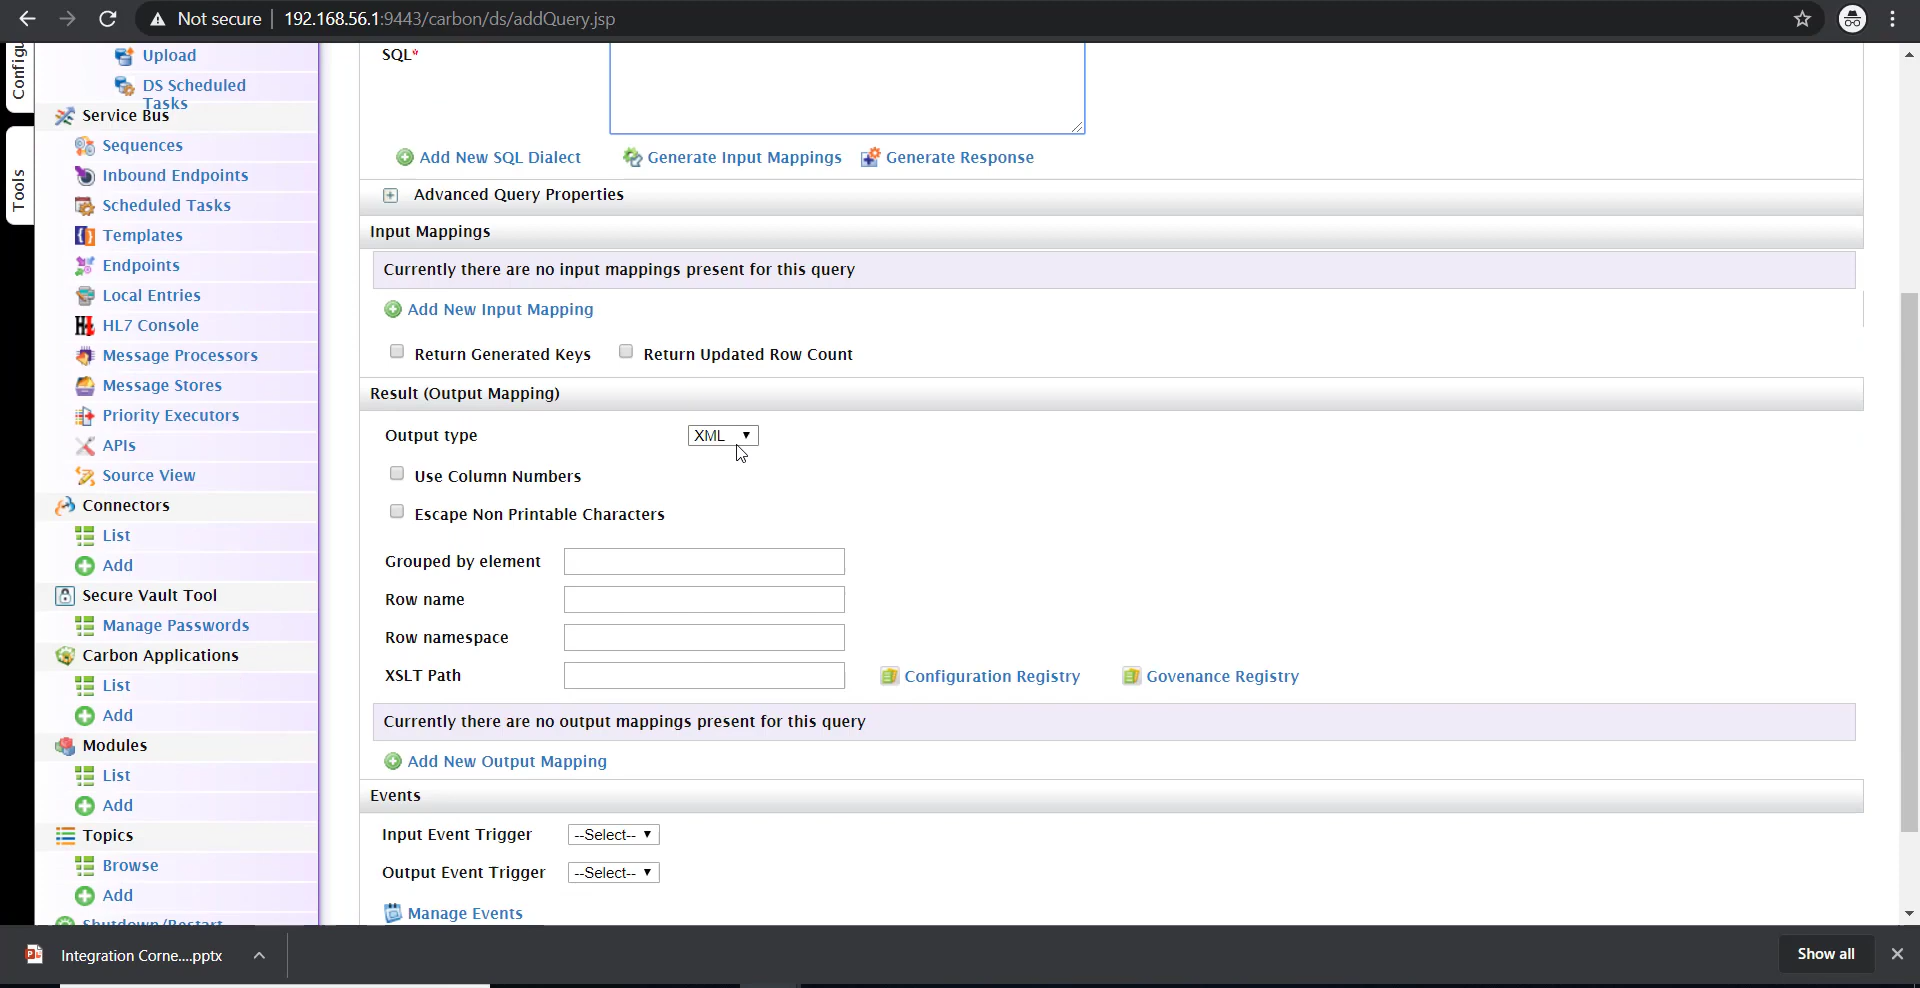 Not secure
192.168.56.1:9443/carbon/ds/addQuery.jsp
Configu
Tools
Upload
DS Scheduled
Tasks
Service Bus
Sequences
Inbound Endpoints
Scheduled Tasks
Templates
Endpoints
Local Entries
HL7 Console
Message Processors
Message Stores
Priority Executors
APIs
Source View
Connectors
List
Add
Secure Vault Tool
Manage Passwords
Carbon Applications
List
Add
Modules
List
Add
Topics
Browse
Add
Shutdown/Restart
SQL*
Add New SQL Dialect
Generate Input Mappings
Generate Response
Advanced Query Properties
Input Mappings
Currently there are no input mappings present for this query
Add New Input Mapping
Return Generated Keys
Return Updated Row Count
Result (Output Mapping)
Output type
XML
Use Column Numbers
Escape Non Printable Characters
Grouped by element
Row name
Row namespace
XSLT Path
Configuration Registry
Govenance Registry
Currently there are no output mappings present for this query
Add New Output Mapping
Events
Input Event Trigger
--Select--
Output Event Trigger
--Select--
Manage Events
Integration Corne....pptx
Show all